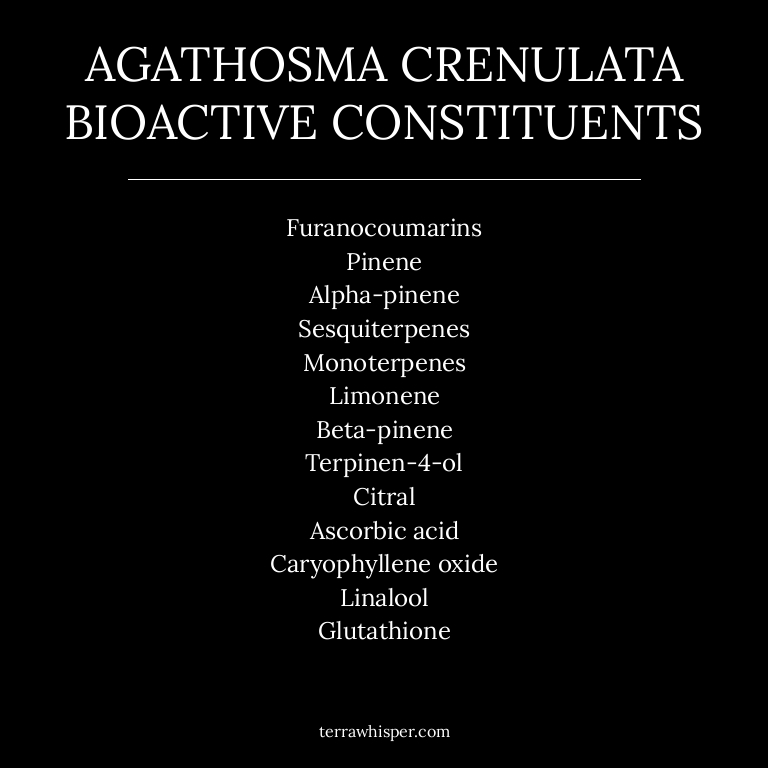 AGATHOSMA CRENULATA
BIOACTIVE CONSTITUENTS
Furanocoumarins
Pinene
Alpha-pinene
Sesquiterpenes
Monoterpenes
Limonene
Beta-pinene
Terpinen-4-ol
Citral
Ascorbic acid
Caryophyllene oxide
Linalool
Glutathione
terrawhisper.com